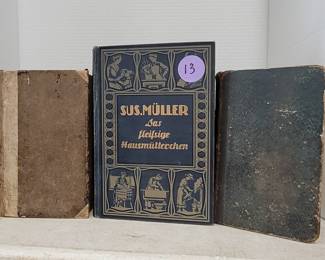 13
SUS. MÜLLER
Das
fleißige
Hausmütterchen